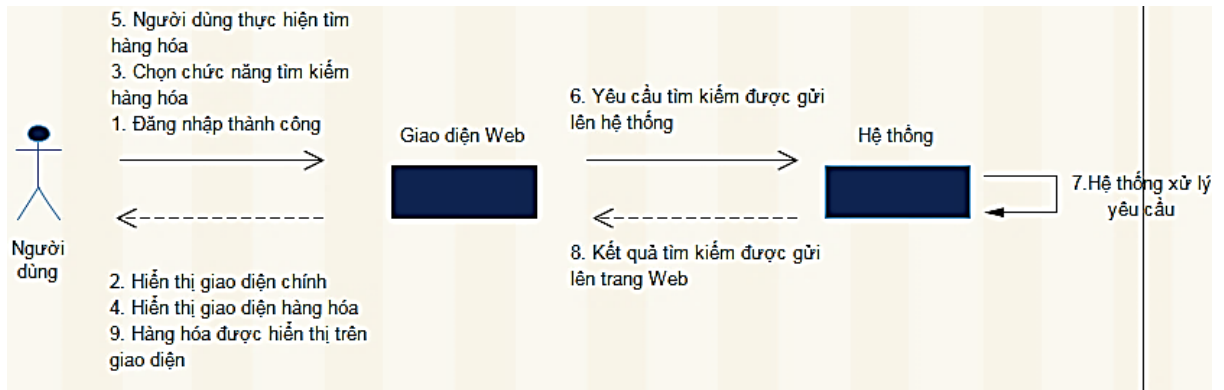 5. Người dùng thực hiện tìm
hàng hóa
3. Chọn chức năng tìm kiếm
hàng hóa
1. Đăng nhập thành công
Người
dùng
2. Hiển thị giao diện chính
4. Hiển thị giao diện hàng hóa
9. Hàng hóa được hiển thị trên
giao diện
Giao diện Web
6. Yêu cầu tìm kiếm được gửi
lên hệ thống
8. Kết quả tìm kiếm được gửi
lên trang Web
Hệ thống
7.Hệ thống xử lý
yêu cầu